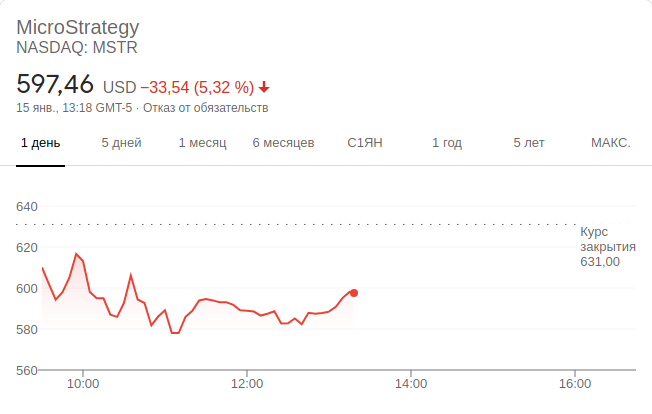 MicroStrategy
NASDAQ: MSTR
597,46 USD −33,54 (5,32 %)
15 янв., 13:18 GMT-5 · Отказ от обязательств
1 день 5 дней 1 месяц 6 месяцев С1ЯН 1 год 5 лет МАКС.
640
Курс
закрытия
631,00
620
600
580
560
10:00 12:00 14:00 16:00